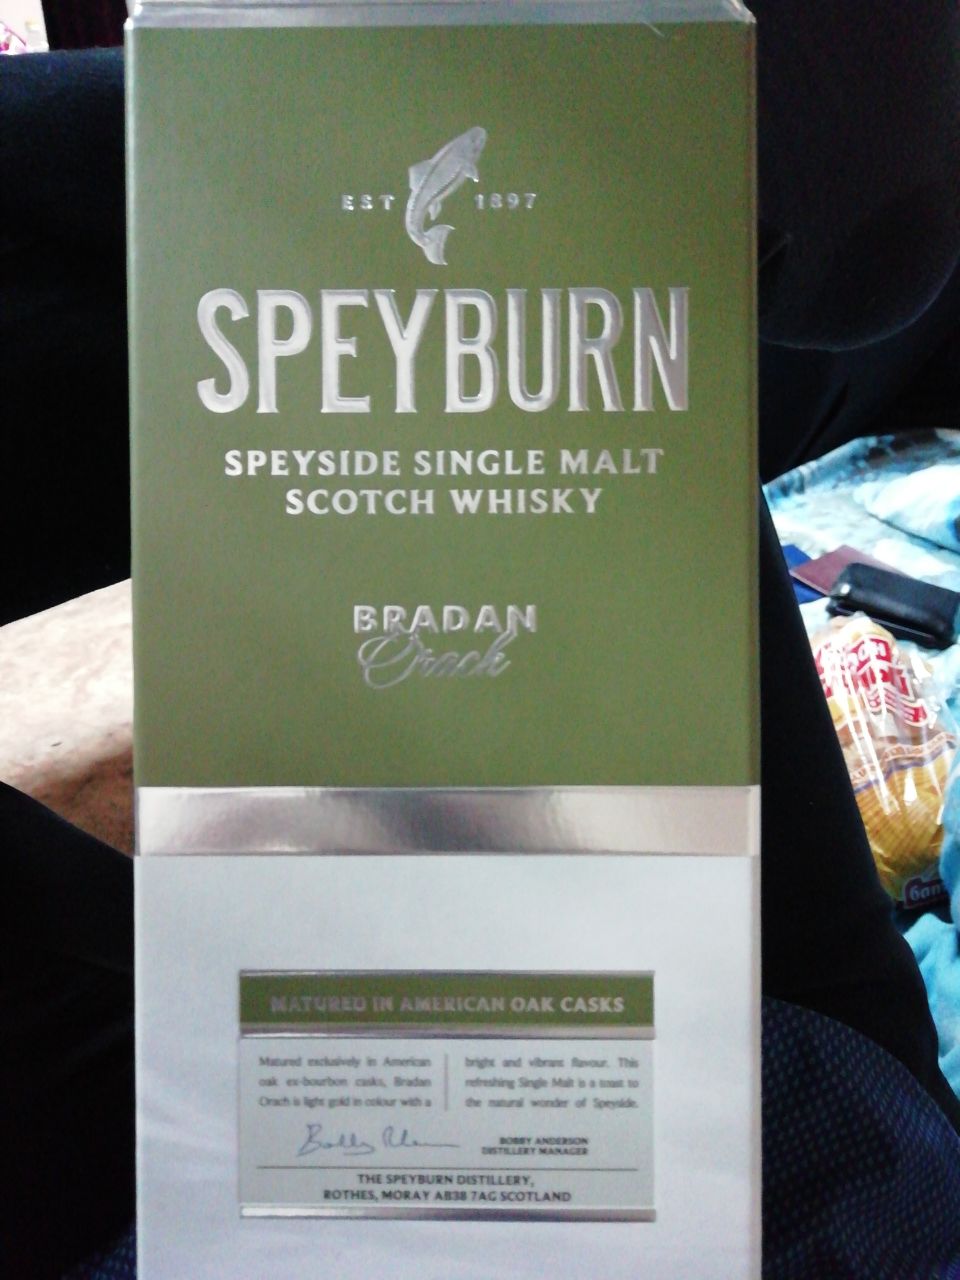 EST 1897
SPEYBURN
SPEYSIDE SINGLE MALT
SCOTCH WHISKY
BRADAN
Orach
MATURED IN AMERICAN OAK CASKS
Matured exclusively in American
oak ex-bourbon casks, Bradan
Orach is light gold in colour with a
bright and vibrant flavour. This
refreshing Single Malt is a toast to
the natural wonder of Speyside.
BOBBY ANDERSON
DISTILLERY MANAGER
THE SPEYBURN DISTILLERY,
ROTHES, MORAY AB38 7AG SCOTLAND